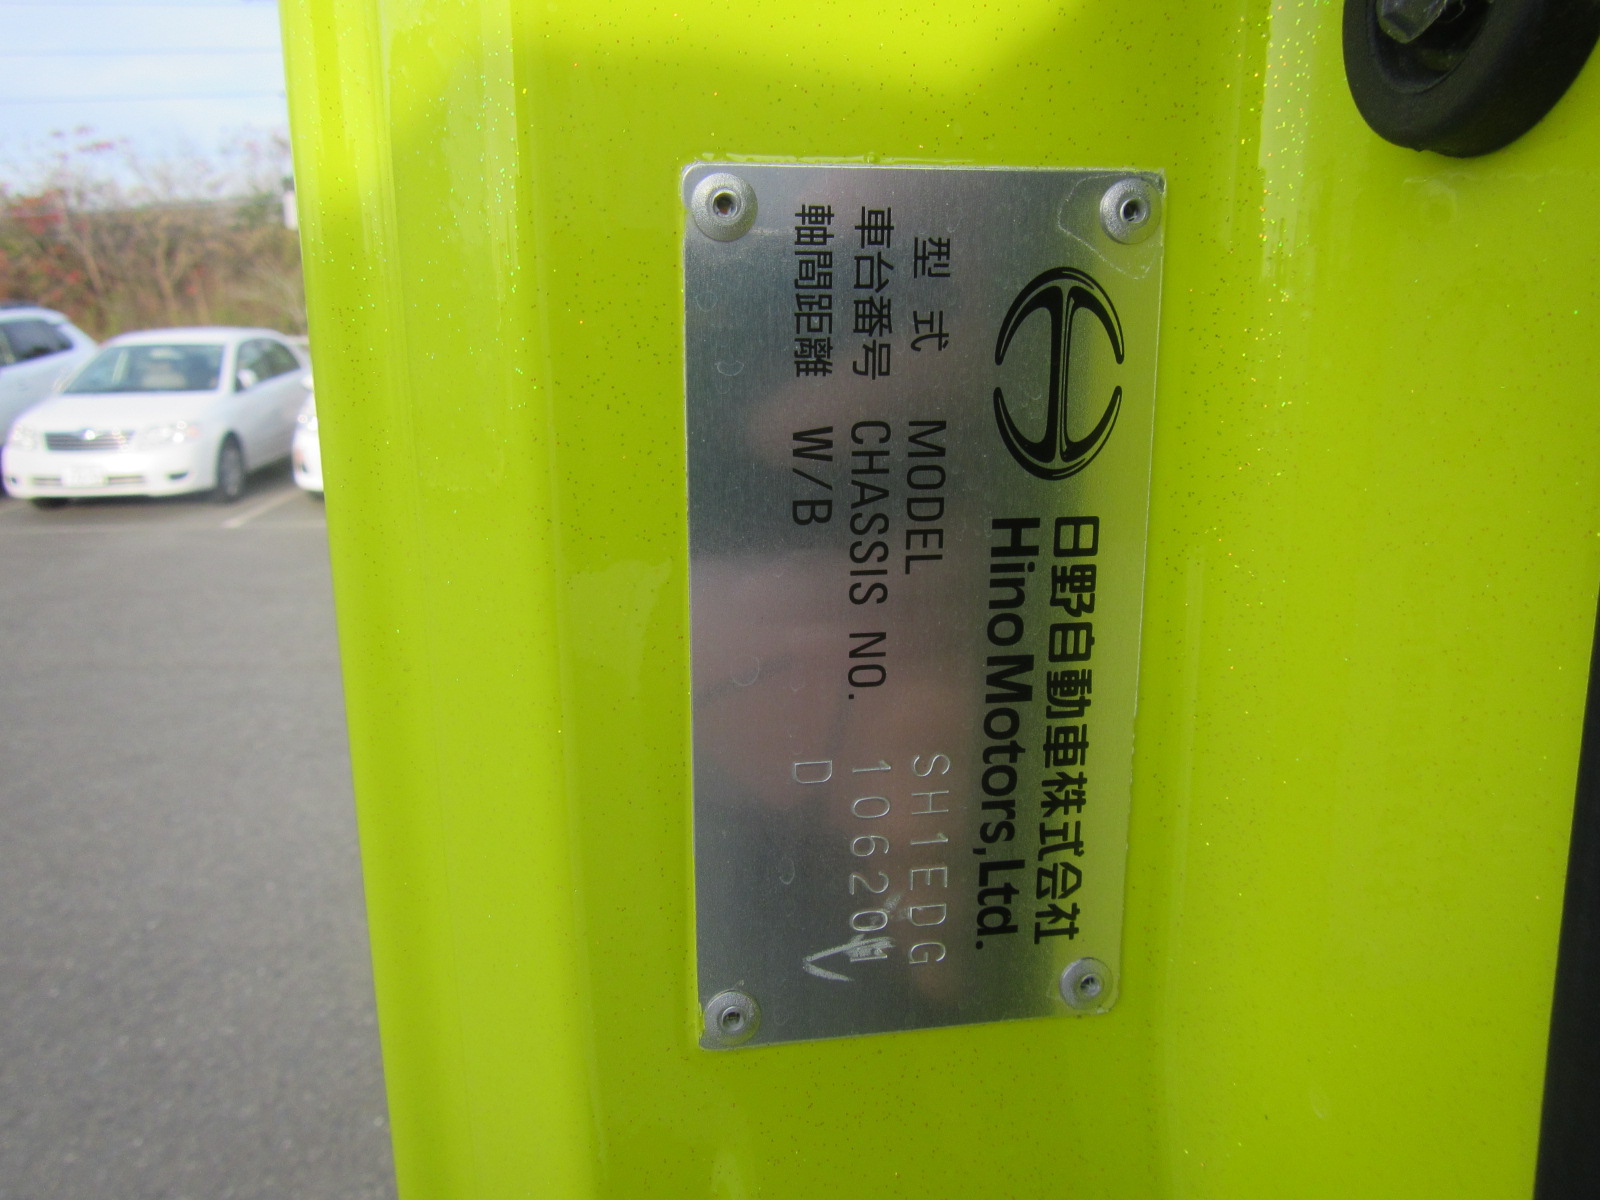 日野自動車株式会社
Hino Motors, Ltd.
型式 MODEL SH1EDG
車台番号 CHASSIS NO. 106201
軸間距離 W/B D